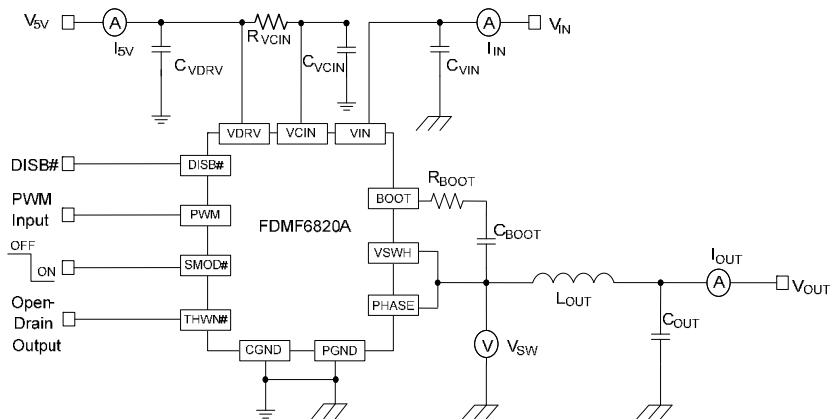 V5V
A
I5V
RVCIN
CVDRV
CVCIN
CVIN
A
IIN
VIN
VDRV
VCIN
VIN
DISB#
DISB#
PWM
Input
PWM
FDMF6820A
BOOT
RBOOT
CBOOT
OFF
ON
SMOD#
VSWH
PHASE
Open-
Drain
Output
THWN#
CGND
PGND
V
VSW
LOUT
IOUT
A
VOUT
COUT